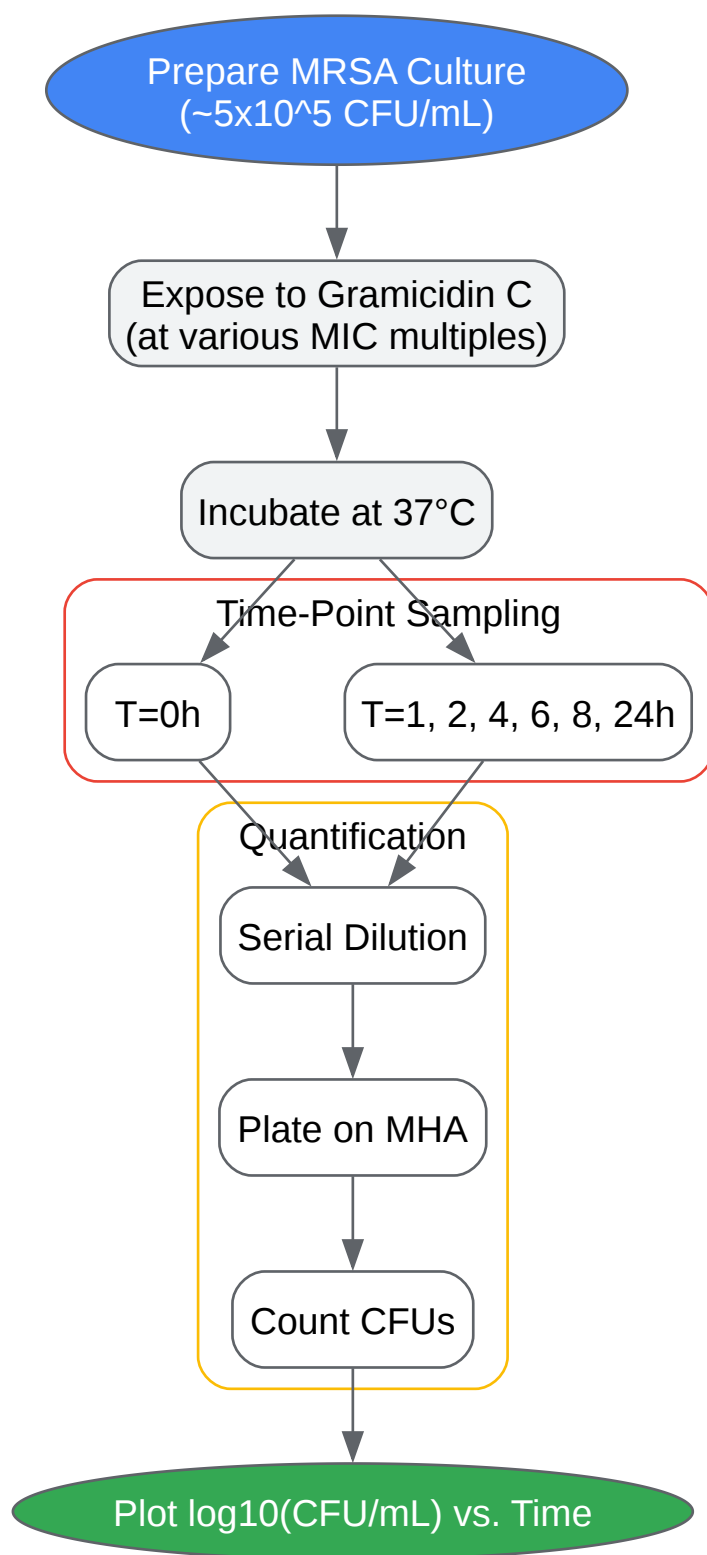 Prepare MRSA Culture
(~5x10^5 CFU/mL)
Expose to Gramicidin C
(at various MIC multiples)
Incubate at 37°C
Time-Point Sampling
T=0h
T=1, 2, 4, 6, 8, 24h
Quantification
Serial Dilution
Plate on MHA
Count CFUs
Plot log10(CFU/mL) vs. Time